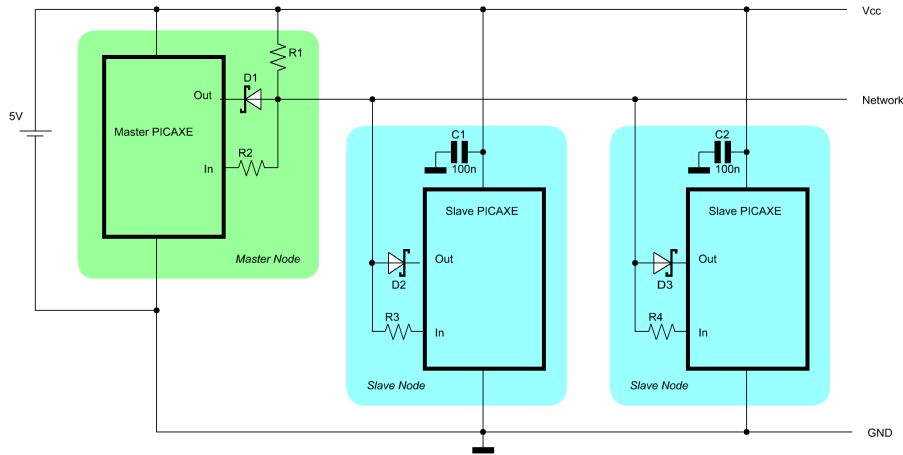 Vcc
R1
D1
Out
Network
5V
Master PICAXE
C1
C2
R2
In
100n
100n
Slave PICAXE
Slave PICAXE
Master Node
Out
Out
D2
D3
R3
R4
In
In
Slave Node
Slave Node
GND